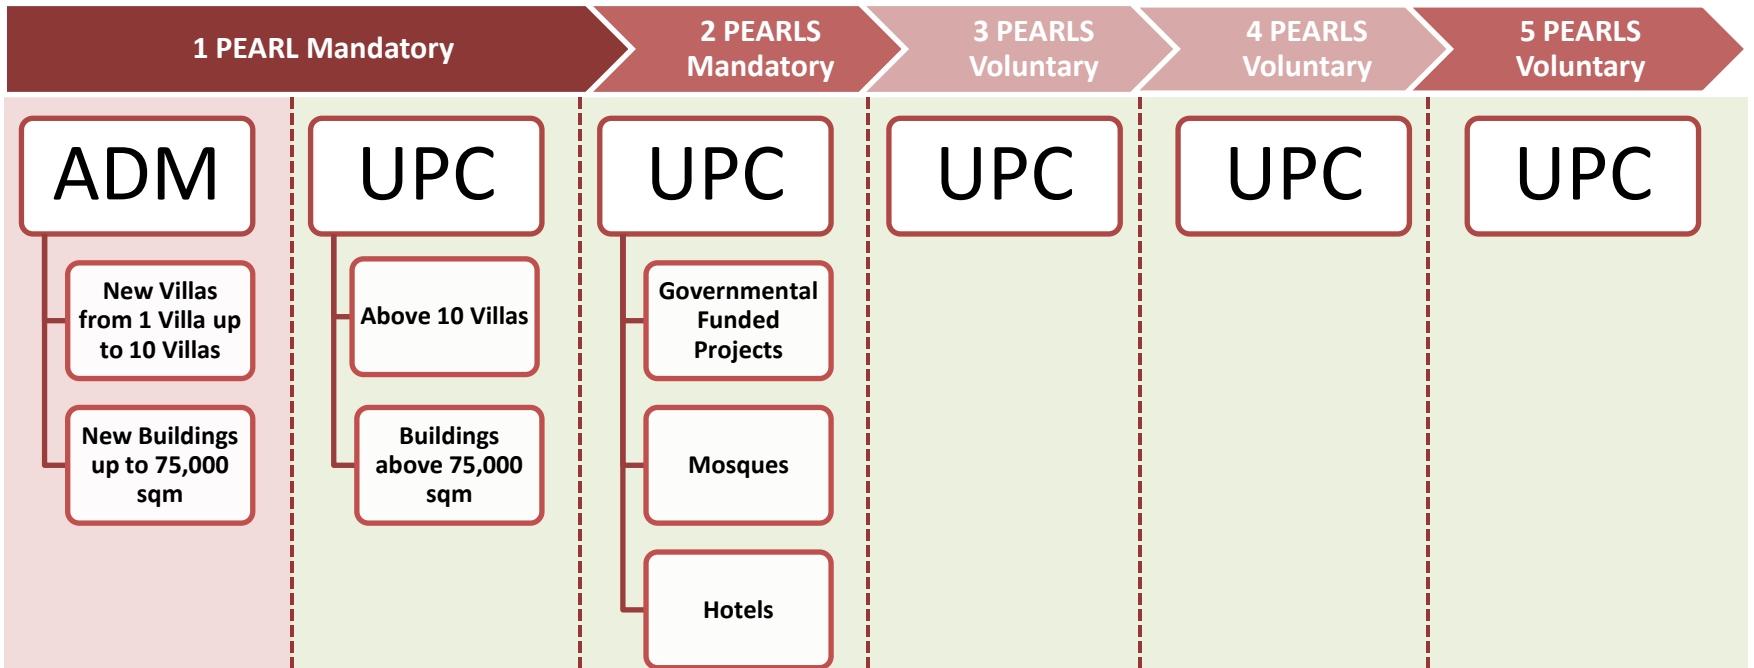 1 PEARL Mandatory
2 PEARLS
Mandatory
3 PEARLS
Voluntary
4 PEARLS
Voluntary
5 PEARLS
Voluntary
ADM
New Villas
from 1 Villa up
to 10 Villas
New Buildings
up to 75,000
sqm
UPC
Above 10 Villas
Buildings
above 75,000
sqm
UPC
Governmental
Funded
Projects
Mosques
Hotels
UPC
UPC
UPC